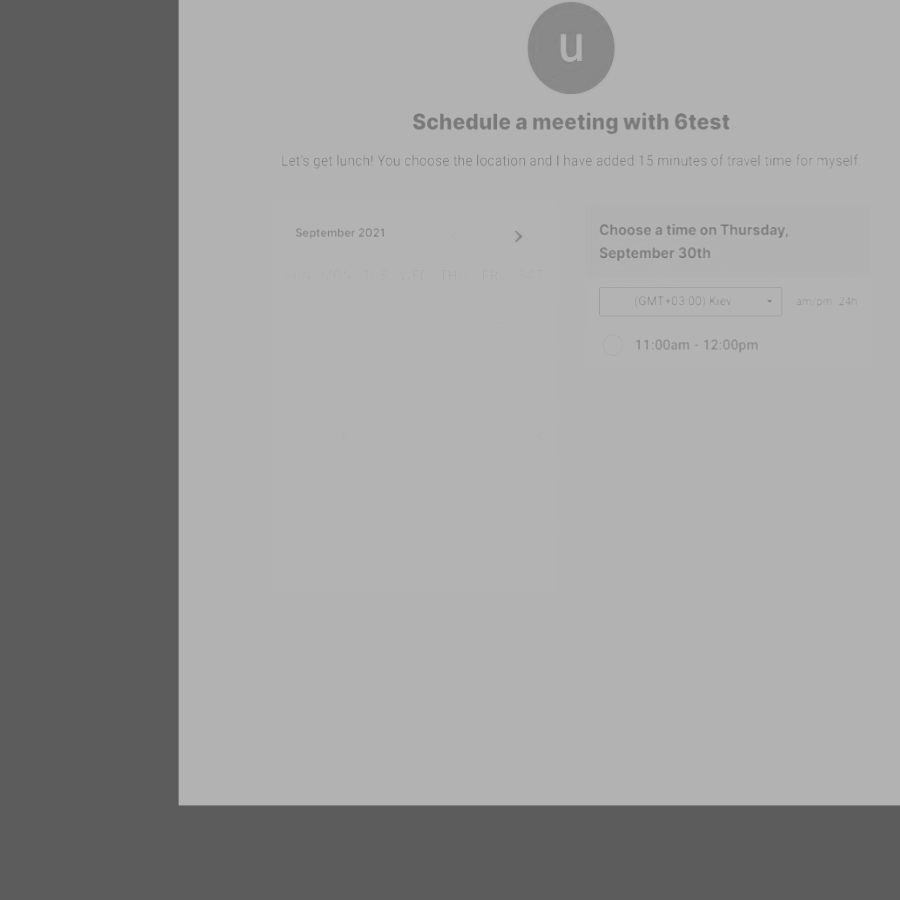 u
Schedule a meeting with 6test
Let's get lunch! You choose the location and I have added 15 minutes of travel time for myself.
September 2021
TH FR
Choose a time on Thursday,
September 30th
(GMT+03:00) Kiev
am/pm 24h
11:00am - 12:00pm